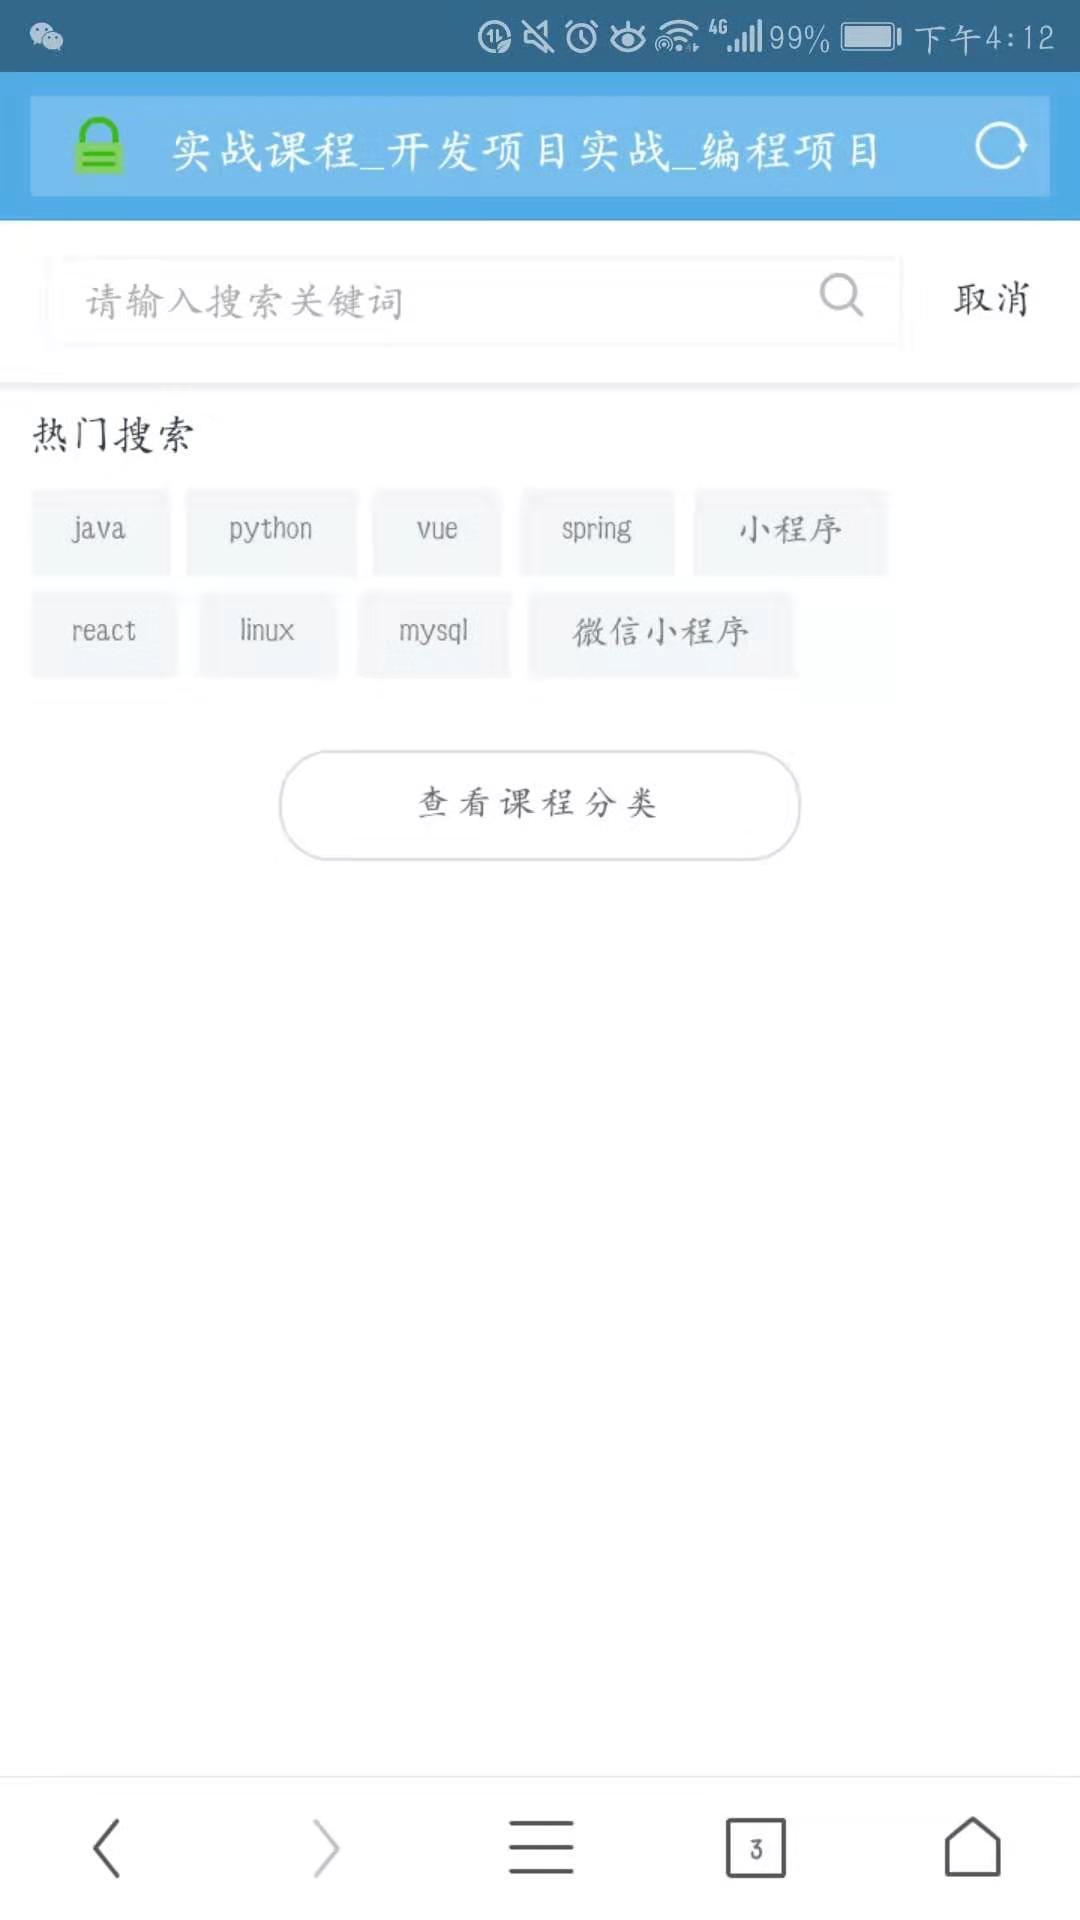 4G 99% 下午4:12
实战课程_开发项目实战_编程项目
请输入搜索关键词 取消
热门搜索
java python vue spring 小程序
react linux mysql 微信小程序
查看课程分类
3